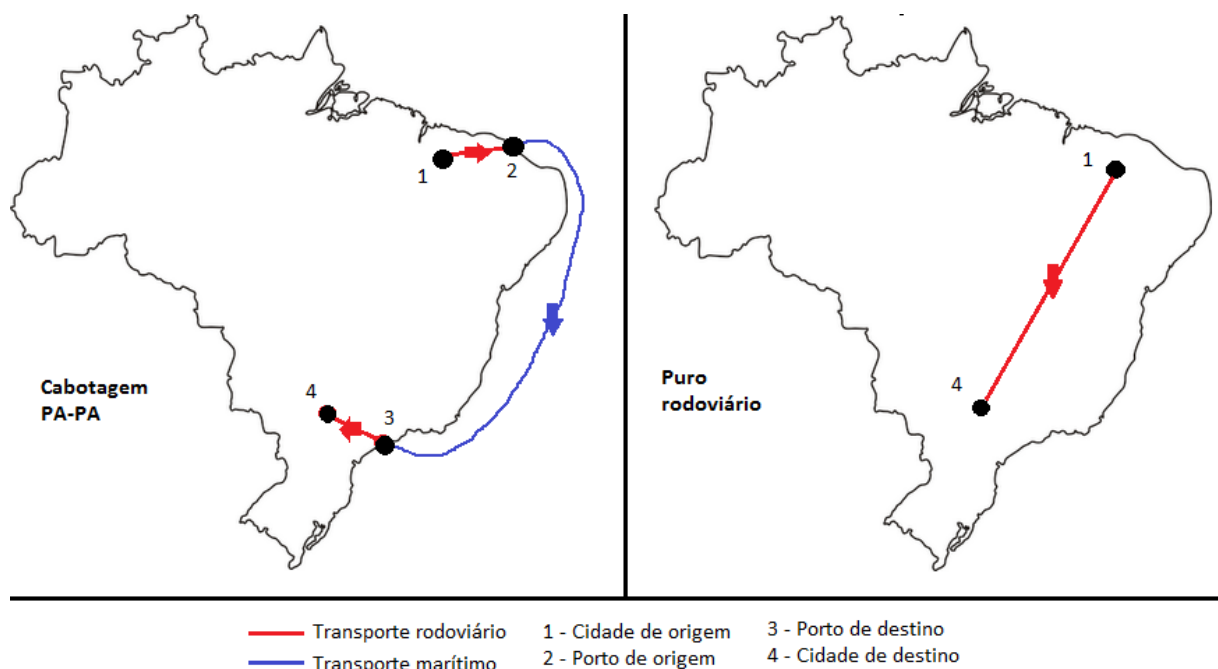 1
2
Cabotagem
PA-PA
4
3
1
Puro
rodoviário
4
Transporte rodoviário
Transporte marítimo
1 - Cidade de origem
2 - Porto de origem
3 - Porto de destino
4 - Cidade de destino